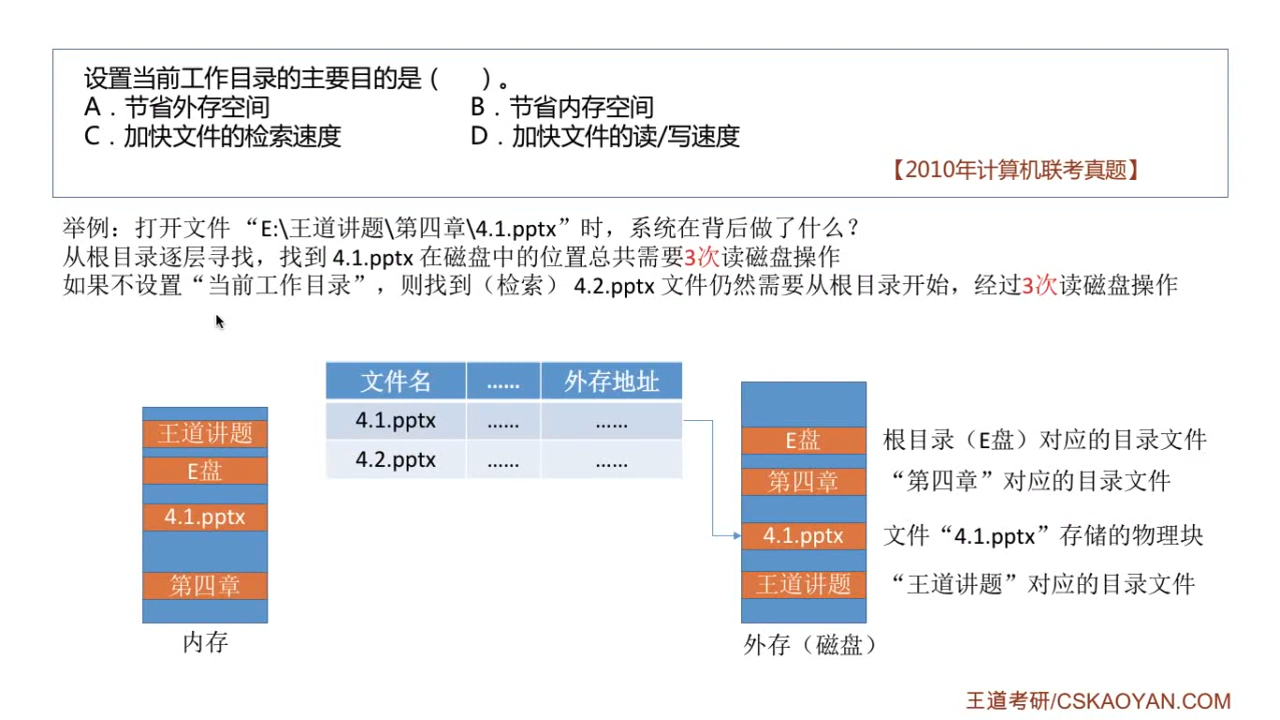 设置当前工作目录的主要目的是（ ）。
A．节省外存空间 B．节省内存空间
C．加快文件的检索速度 D．加快文件的读/写速度
【2010年计算机联考真题】
举例：打开文件 “E:\王道讲题\第四章\4.1.pptx”时，系统在背后做了什么？
从根目录逐层寻找，找到 4.1.pptx 在磁盘中的位置总共需要3次读磁盘操作
如果不设置“当前工作目录”，则找到（检索） 4.2.pptx 文件仍然需要从根目录开始，经过3次读磁盘操作
文件名 …… 外存地址
4.1.pptx …… ……
4.2.pptx …… ……
王道讲题
E盘
4.1.pptx
第四章
内存
E盘 根目录（E盘）对应的目录文件
第四章 “第四章”对应的目录文件
4.1.pptx 文件“4.1.pptx”存储的物理块
王道讲题 “王道讲题”对应的目录文件
外存（磁盘）
王道考研/CSKAOYAN.COM